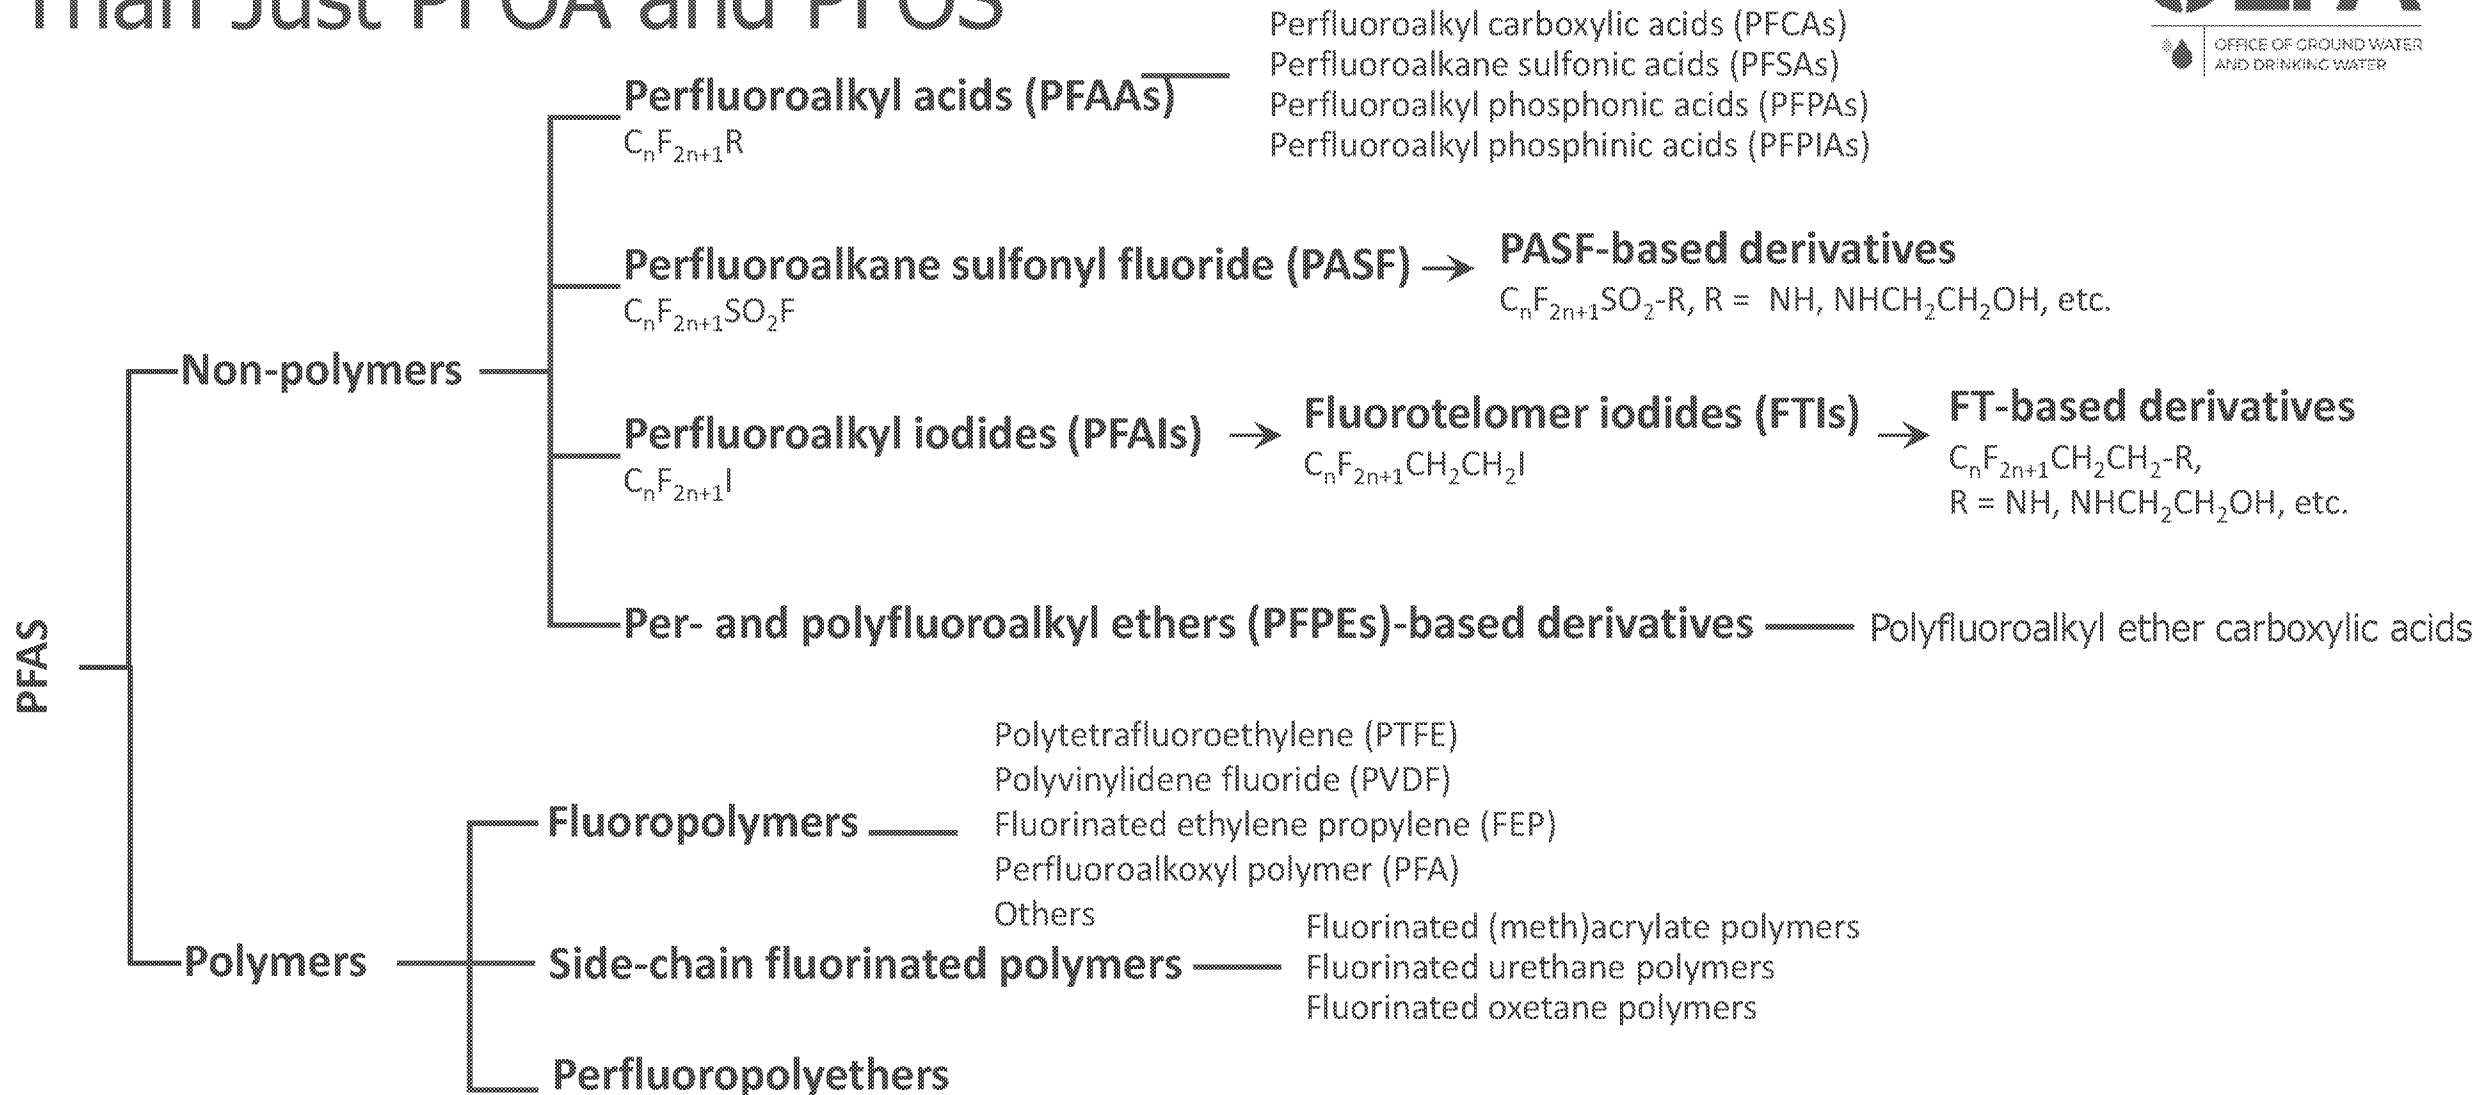 Than Just PFOA and PFOS
OFFICE OF GROUND WATER
AND DRINKING WATER
Perfluoroalkyl carboxylic acids (PFCAs)
Perfluoroalkane sulfonic acids (PFSAs)
Perfluoroalkyl phosphonic acids (PFPAs)
Perfluoroalkyl phosphinic acids (PFPIAs)
Perfluoroalkyl acids (PFAAs)
CnF2n+1R
Perfluoroalkane sulfonyl fluoride (PASF)
CnF2n+1SO2F
PASF-based derivatives
CnF2n+1SO2-R, R = NH, NHCH2CH2OH, etc.
Non-polymers
Perfluoroalkyl iodides (PFAIs)
CnF2n+1I
Fluorotelomer iodides (FTIs)
CnF2n+1CH2CH2I
FT-based derivatives
CnF2n+1CH2CH2-R,
R = NH, NHCH2CH2OH, etc.
Per- and polyfluoroalkyl ethers (PFPEs)-based derivatives
Polyfluoroalkyl ether carboxylic acids
PFAS
Polytetrafluoroethylene (PTFE)
Polyvinylidene fluoride (PVDF)
Fluorinated ethylene propylene (FEP)
Perfluoroalkoxyl polymer (PFA)
Others
Fluoropolymers
Polymers
Side-chain fluorinated polymers
Fluorinated (meth)acrylate polymers
Fluorinated urethane polymers
Fluorinated oxetane polymers
Perfluoropolyethers